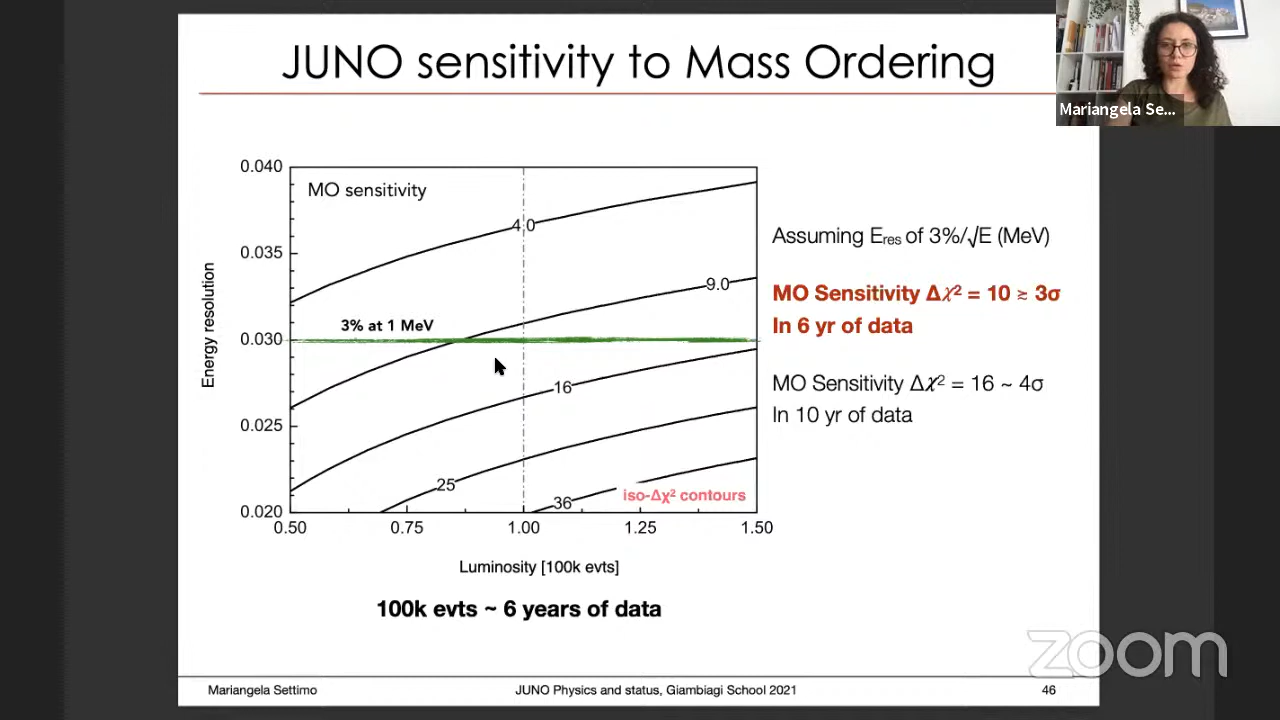 JUNO sensitivity to Mass Ordering
Mariangela Se...
MO sensitivity
0.040
0.035
0.030
0.025
0.020
Energy resolution
4.0
9.0
3% at 1 MeV
16
25
36
iso-Δχ² contours
0.50 0.75 1.00 1.25 1.50
Luminosity [100k evts]
100k evts ~ 6 years of data
Assuming Eres of 3%/√E (MeV)
MO Sensitivity Δχ² = 10 ≳ 3σ
In 6 yr of data
MO Sensitivity Δχ² = 16 ~ 4σ
In 10 yr of data
zoom
Mariangela Settimo JUNO Physics and status, Giambiagi School 2021 46